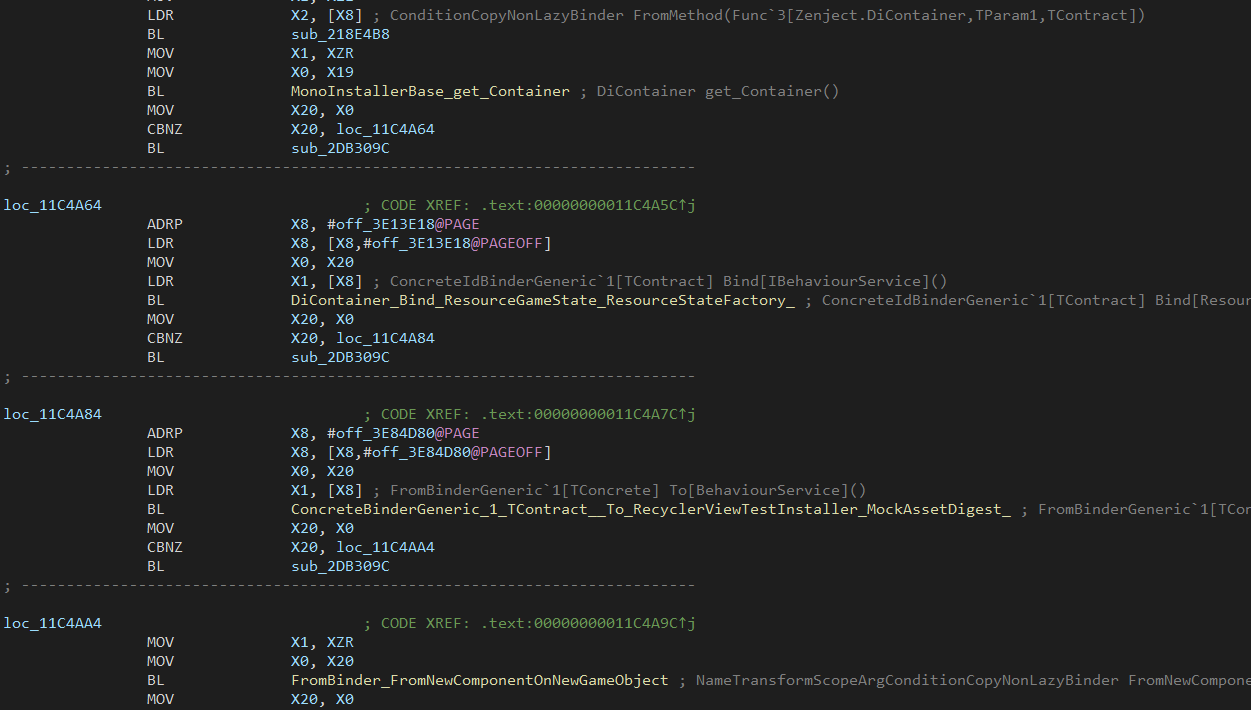 LDR X2, [X8] ; ConditionCopyNonLazyBinder FromMethod(Func`3[Zenject.DiContainer,TParam1,TContract])
BL sub_218E4B8
MOV X1, XZR
MOV X0, X19
BL MonoInstallerBase_get_Container ; DiContainer get_Container()
MOV X20, X0
CBNZ X20, loc_11C4A64
BL sub_2DB309C
; ---------------------------------------------------------------------------
loc_11C4A64 ; CODE XREF: .text:00000000011C4A5C↑j
ADRP X8, #off_3E13E18@PAGE
LDR X8, [X8,#off_3E13E18@PAGEOFF]
MOV X0, X20
LDR X1, [X8] ; ConcreteIdBinderGeneric`1[TContract] Bind[IBehaviourService]()
BL DiContainer_Bind_ResourceGameState_ResourceStateFactory_ ; ConcreteIdBinderGeneric`1[TContract] Bind[Resour
MOV X20, X0
CBNZ X20, loc_11C4A84
BL sub_2DB309C
; ---------------------------------------------------------------------------
loc_11C4A84 ; CODE XREF: .text:00000000011C4A7C↑j
ADRP X8, #off_3E84D80@PAGE
LDR X8, [X8,#off_3E84D80@PAGEOFF]
MOV X0, X20
LDR X1, [X8] ; FromBinderGeneric`1[TConcrete] To[BehaviourService]()
BL ConcreteBinderGeneric_1_TContract__To_RecyclerViewTestInstaller_MockAssetDigest_ ; FromBinderGeneric`1[TCon
MOV X20, X0
CBNZ X20, loc_11C4AA4
BL sub_2DB309C
; ---------------------------------------------------------------------------
loc_11C4AA4 ; CODE XREF: .text:00000000011C4A9C↑j
MOV X1, XZR
MOV X0, X20
BL FromBinder_FromNewComponentOnNewGameObject ; NameTransformScopeArgConditionCopyNonLazyBinder FromNewCompone
MOV X20, X0